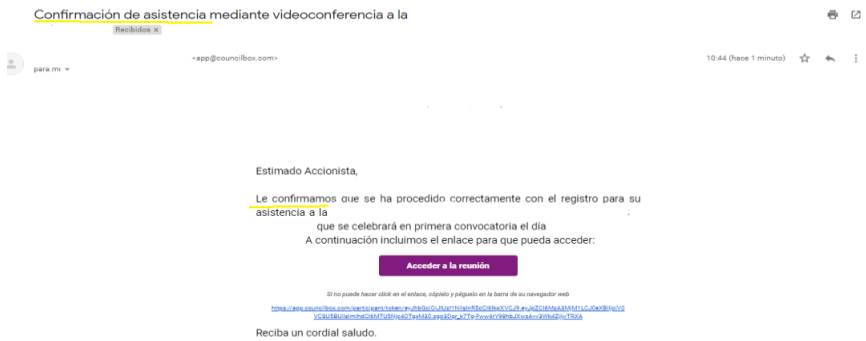 Confirmación de asistencia mediante videoconferencia a la
Recibidos x
<app@councilbox.com>
10:44 (hace 1 minuto)
para mí
Estimado Accionista,
Le confirmamos que se ha procedido correctamente con el registro para su
asistencia a la
que se celebrará en primera convocatoria el día
A continuación incluimos el enlace para que pueda acceder:
Acceder a la reunión
Si no puede hacer click en el enlace, cópielo y péguelo en la barra de su navegador web
Reciba un cordial saludo.